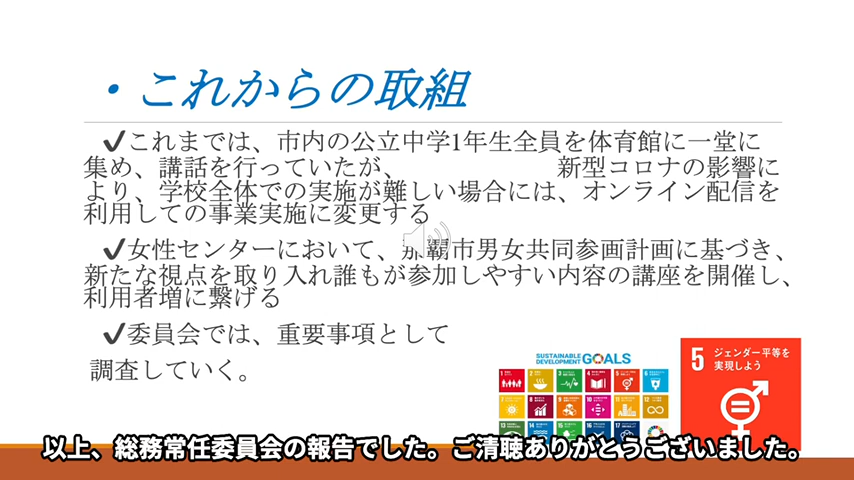 ・これからの取組
✔これまでは、市内の公立中学1年生全員を体育館に一堂に
集め、講話を行っていたが、 新型コロナの影響に
より、学校全体での実施が難しい場合には、オンライン配信を
利用しての事業実施に変更する
✔女性センターにおいて、那覇市男女共同参画計画に基づき、
新たな視点を取り入れ誰もが参加しやすい内容の講座を開催し、
利用者増に繋げる
✔委員会では、重要事項として
調査していく。
SUSTAINABLE
DEVELOPMENT GOALS
5 ジェンダー平等を
実現しよう
以上、総務常任委員会の報告でした。ご清聴ありがとうございました。